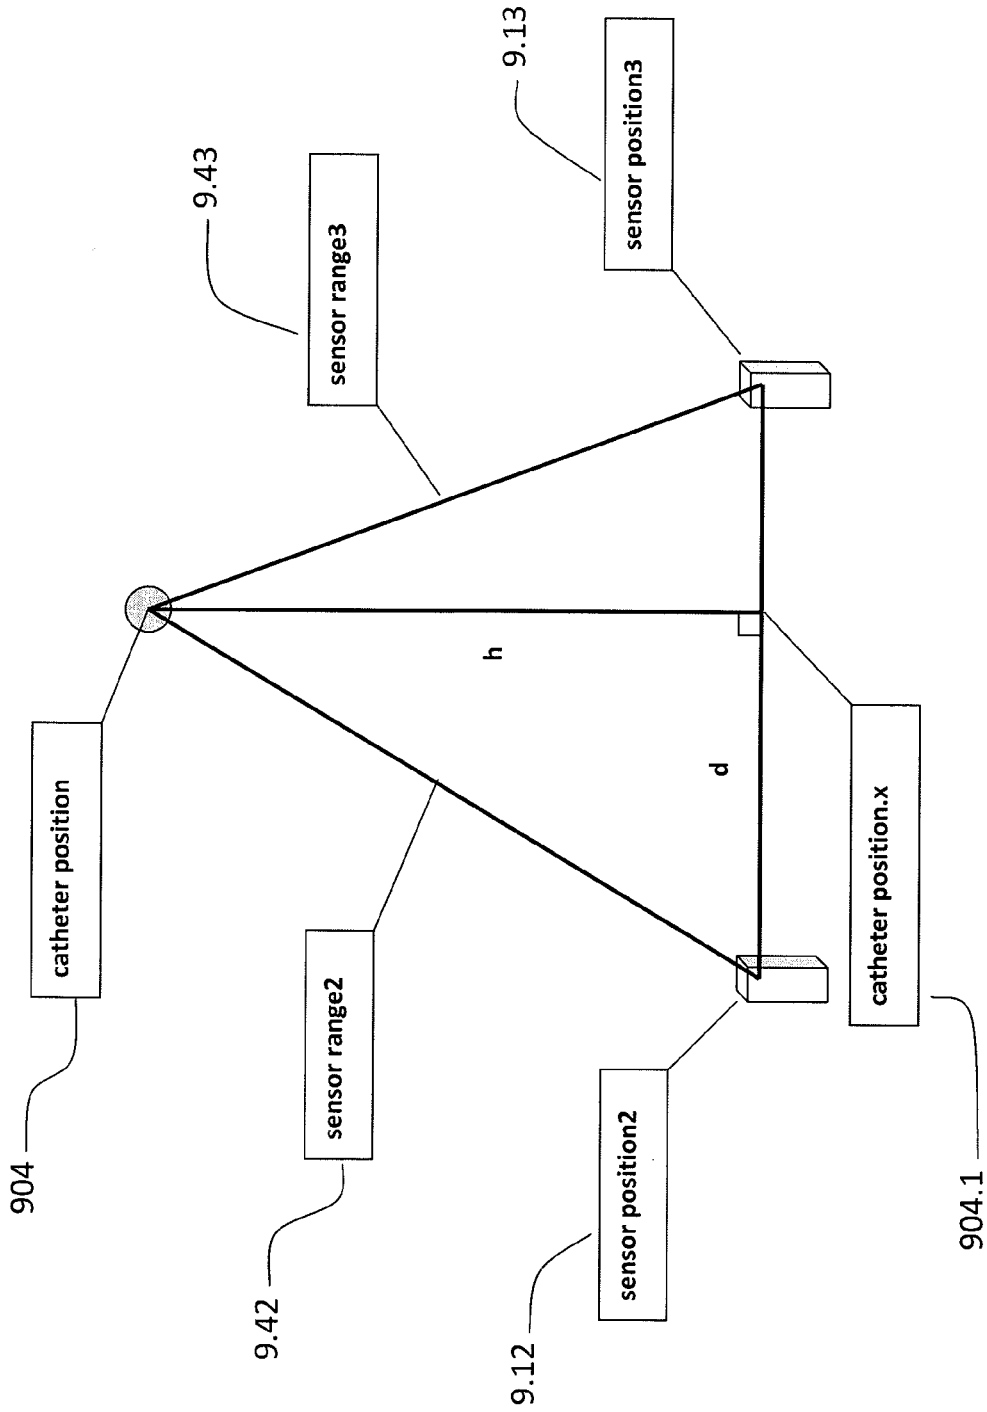 904
catheter position
9.42
9.43
sensor range2
sensor range3
h
9.12
9.13
sensor position2
sensor position3
d
catheter position.x
904.1